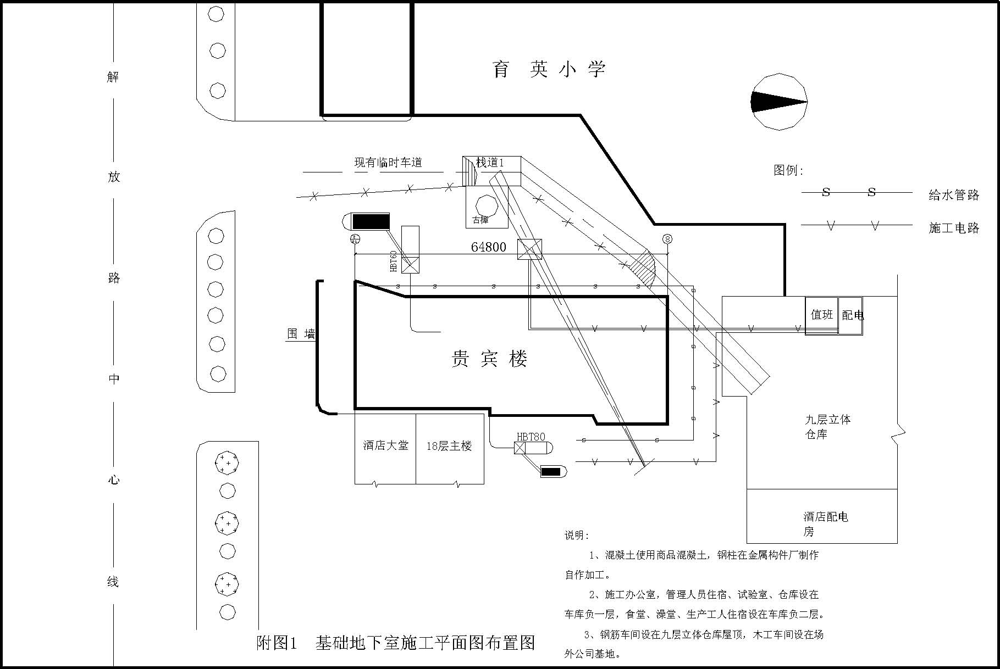 育 英 小 学
解
放
路
中
心
线
现有临时车道
栈道1
图例:
S S
给水管路
V V
施工电路
古樟
64800
8
HBT60
S S S S S S
S
值班
配电
围 墙
V V V V V
贵 宾 楼
S
V
S
V
九层立体
仓库
S
V
HBT80
S S
酒店大堂
18层主楼
V V V
酒店配电
房
说明:
1、混凝土使用商品混凝土，钢柱在金属构件厂制作
自作加工。
2、施工办公室，管理人员住宿、试验室、仓库设在
车库负一层，食堂、澡堂、生产工人住宿设在车库负二层。
3、钢筋车间设在九层立体仓库屋顶，木工车间设在场
外公司基地。
附图1 基础地下室施工平面图布置图